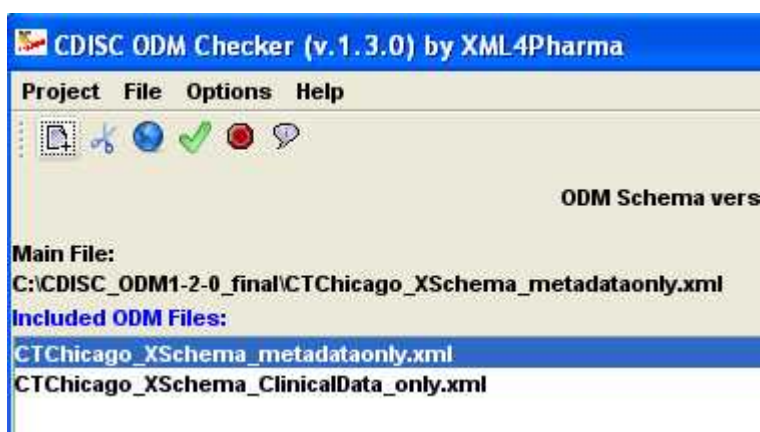 CDISC ODM Checker (v.1.3.0) by XML4Pharma
Project File Options Help
ODM Schema vers
Main File:
C:\CDISC_ODM1-2-0_final\CTChicago_XSchema_metadataonly.xml
Included ODM Files:
CTChicago_XSchema_metadataonly.xml
CTChicago_XSchema_ClinicalData_only.xml